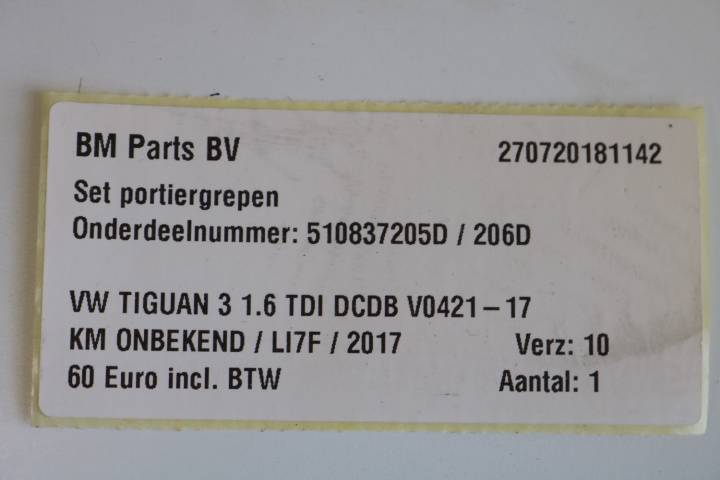 BM Parts BV 270720181142
Set portiergrepen
Onderdeelnummer: 510837205D / 206D
VW TIGUAN 3 1.6 TDI DCDB V0421-17
KM ONBEKEND / LI7F / 2017 Verz: 10
60 Euro incl. BTW Aantal: 1